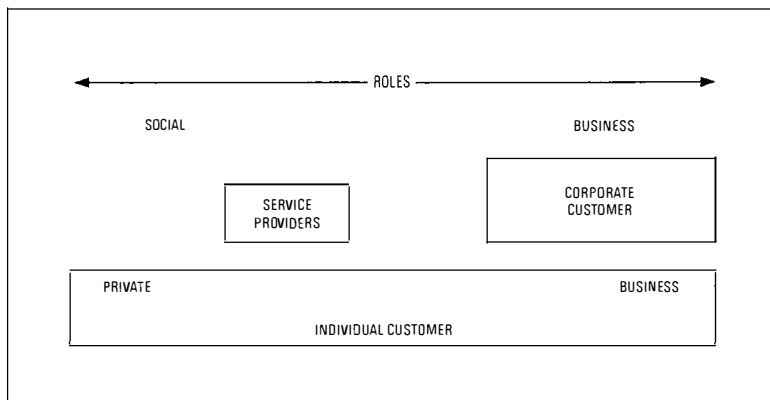 ROLES
SOCIAL
BUSINESS
SERVICE
PROVIDERS
CORPORATE
CUSTOMER
PRIVATE
BUSINESS
INDIVIDUAL CUSTOMER